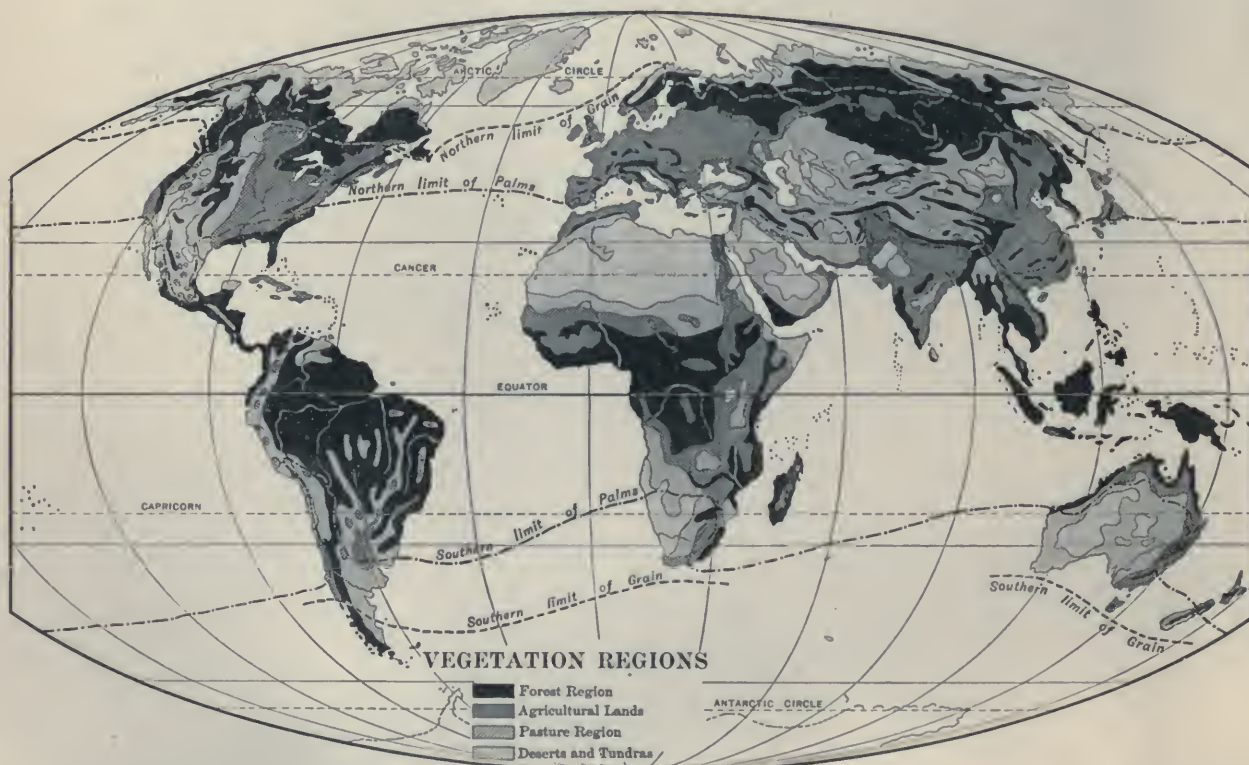 ARCTIC CIRCLE
Northern limit of Grain
Northern limit of Palms
CANCER
EQUATOR
CAPRICORN
Southern limit of Palms
Southern limit of Grain
Southern limit of Grain
VEGETATION REGIONS
Forest Region
Agricultural Lands
Pasture Region
Deserts and Tundras
ANTARCTIC CIRCLE